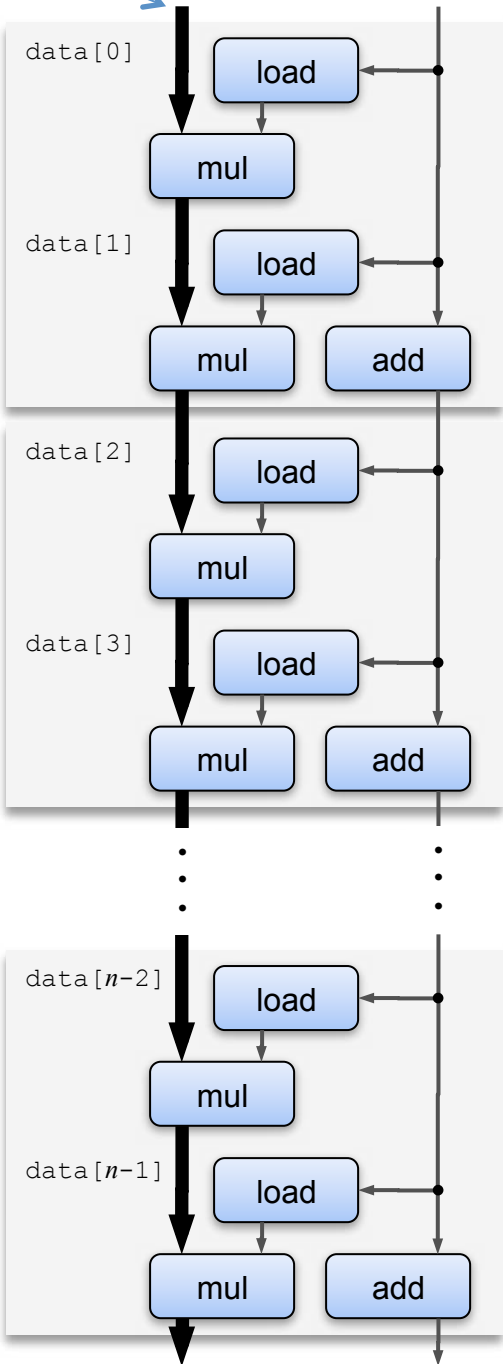 data[0]
load
mul
data[1]
load
mul add
data[2]
load
mul
data[3]
load
mul add
data[n-2]
load
mul
data[n-1]
load
mul add